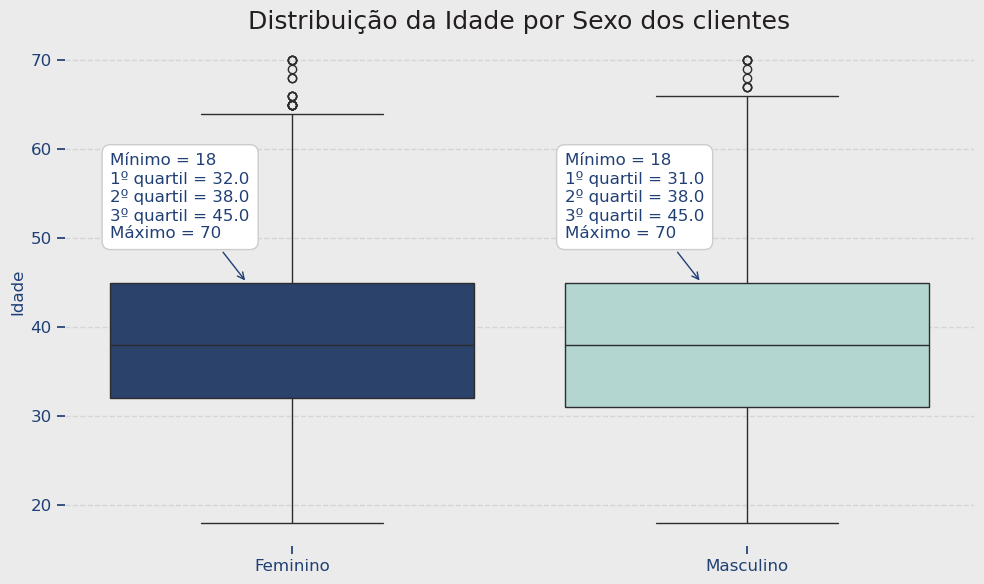 Distribuição da Idade por Sexo dos clientes
70
60
50
40
30
20
Idade
Mínimo = 18
1º quartil = 32.0
2º quartil = 38.0
3º quartil = 45.0
Máximo = 70
Mínimo = 18
1º quartil = 31.0
2º quartil = 38.0
3º quartil = 45.0
Máximo = 70
Feminino
Masculino